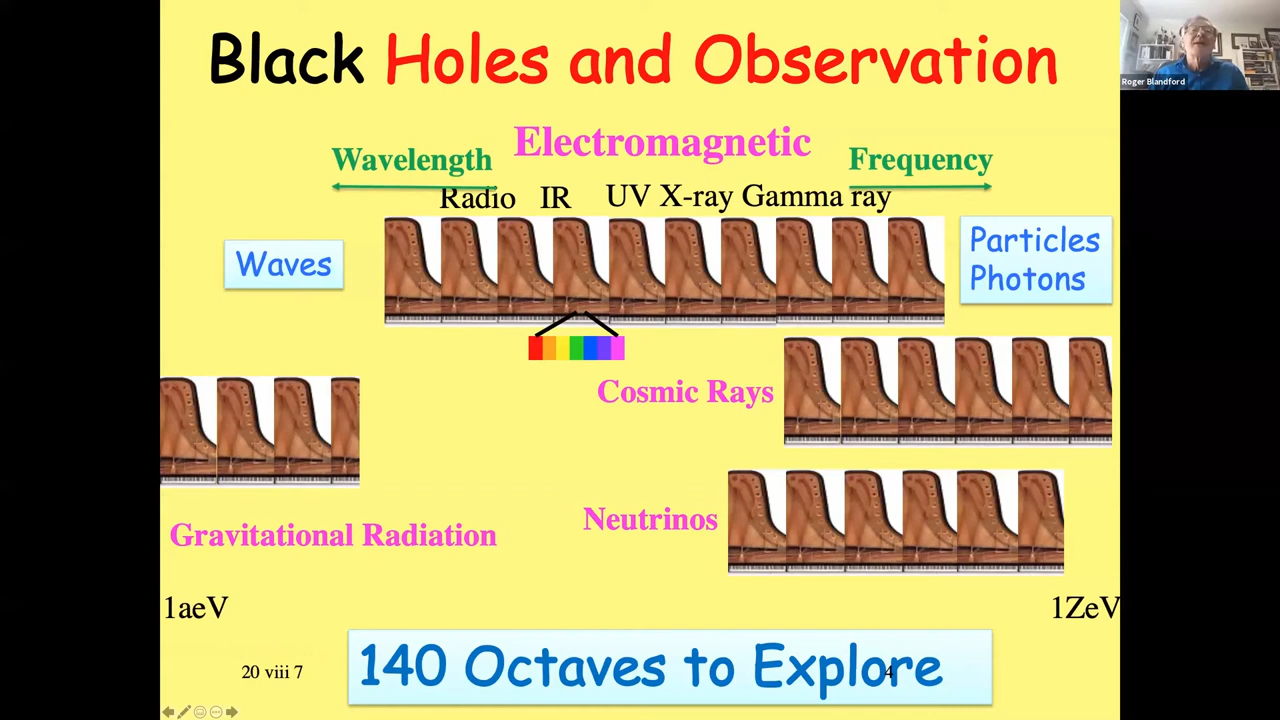 Black Holes and Observation
Roger Blandford
Electromagnetic
Wavelength
Frequency
Radio IR UV X-ray Gamma ray
Waves
Particles
Photons
Cosmic Rays
Neutrinos
Gravitational Radiation
1aeV
1ZeV
20 viii 7
140 Octaves to Explore
4